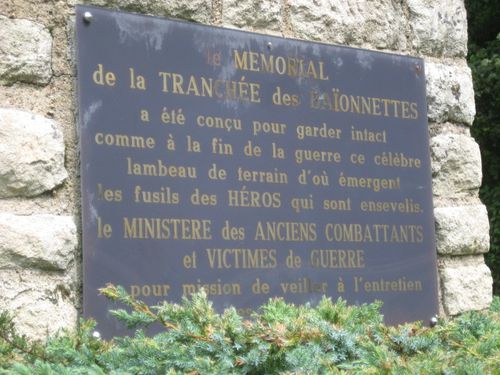 le MEMORIAL
de la TRANCHÉE des BAÏONNETTES
a été conçu pour garder intact
comme à la fin de la guerre ce célèbre
lambeau de terrain d'où émergent
les fusils des HÉROS qui sont ensevelis.
le MINISTERE des ANCIENS COMBATTANTS
et VICTIMES de GUERRE
pour mission de veiller à l'entretien